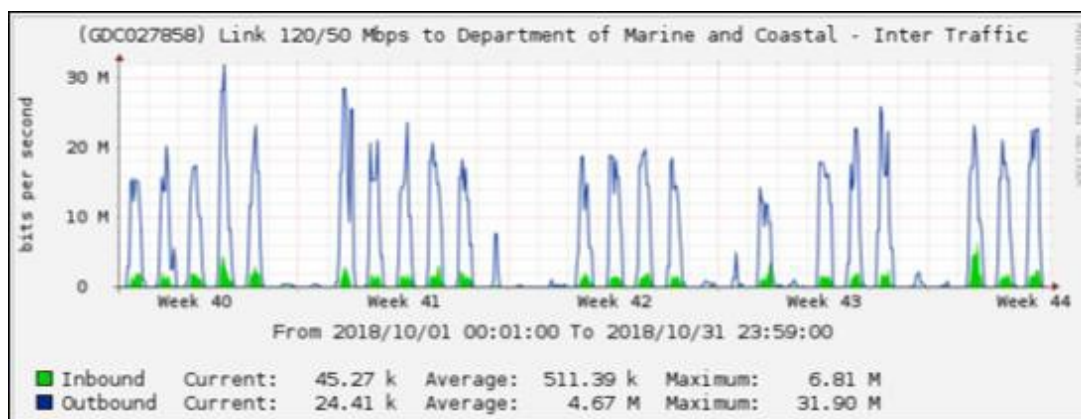 (GDC027858) Link 120/50 Mbps to Department of Marine and Coastal - Inter Traffic
bits per second
30 M
20 M
10 M
0
Week 40 Week 41 Week 42 Week 43 Week 44
From 2018/10/01 00:01:00 To 2018/10/31 23:59:00
Inbound Current: 45.27 k Average: 511.39 k Maximum: 6.81 M
Outbound Current: 24.41 k Average: 4.67 M Maximum: 31.90 M